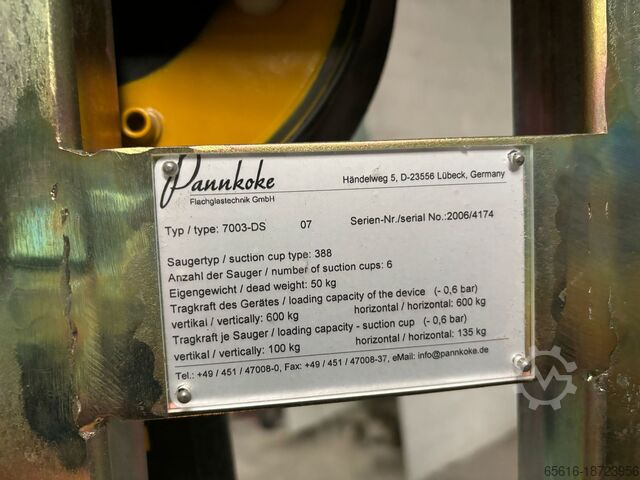 Pannkoke
Flachglastechnik GmbH
Händelweg 5, D-23556 Lübeck, Germany
Typ / type: 7003-DS 07 Serien-Nr./serial No.:2006/4174
Saugertyp / suction cup type: 388
Anzahl der Sauger / number of suction cups: 6
Eigengewicht / dead weight: 50 kg
Tragkraft des Gerätes / loading capacity of the device (- 0,6 bar)
vertikal / vertically: 600 kg horizontal / horizontal: 600 kg
Tragkraft je Sauger / loading capacity - suction cup (- 0,6 bar)
vertikal / vertically: 100 kg horizontal / horizontal: 135 kg
Tel.: +49 / 451 / 47008-0, Fax: +49 / 451 / 47008-37, eMail: info@pannkoke.de
65616-18723956